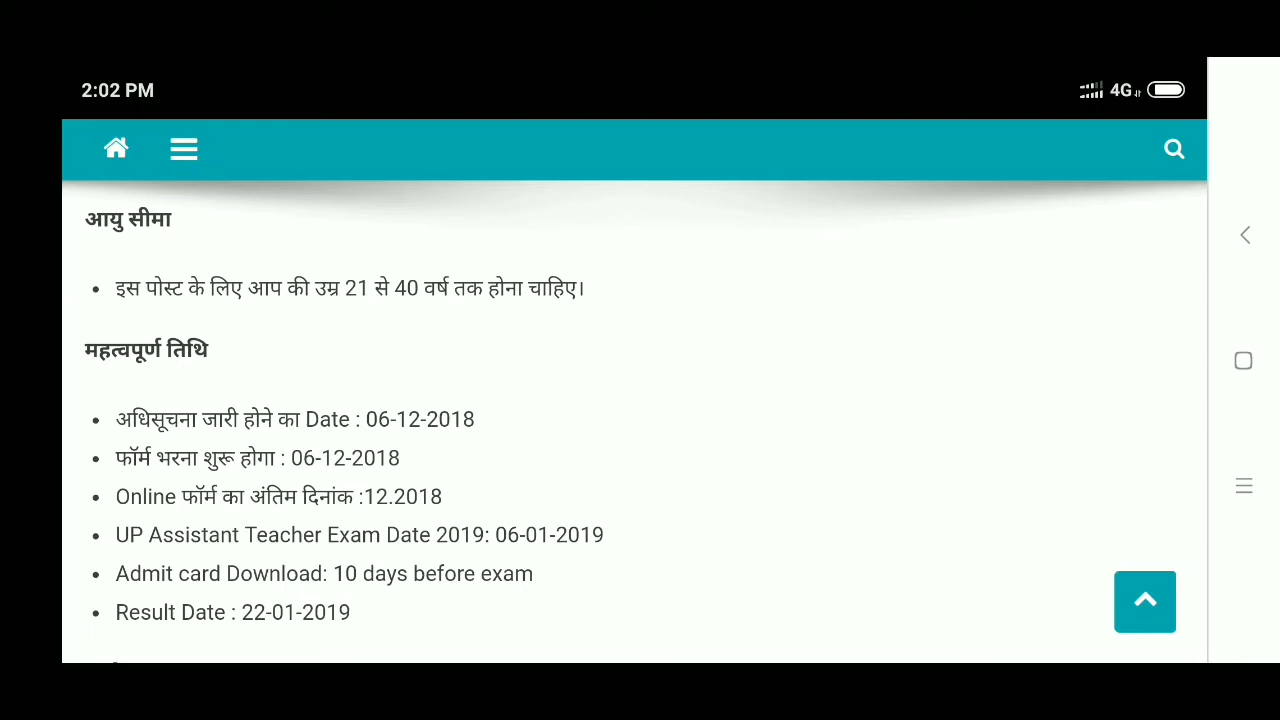 2:02 PM
4G
आयु सीमा
• इस पोस्ट के लिए आप की उम्र 21 से 40 वर्ष तक होना चाहिए।
महत्वपूर्ण तिथि
• अधिसूचना जारी होने का Date : 06-12-2018
• फॉर्म भरना शुरू होगा : 06-12-2018
• Online फॉर्म का अंतिम दिनांक :12.2018
• UP Assistant Teacher Exam Date 2019: 06-01-2019
• Admit card Download: 10 days before exam
• Result Date : 22-01-2019